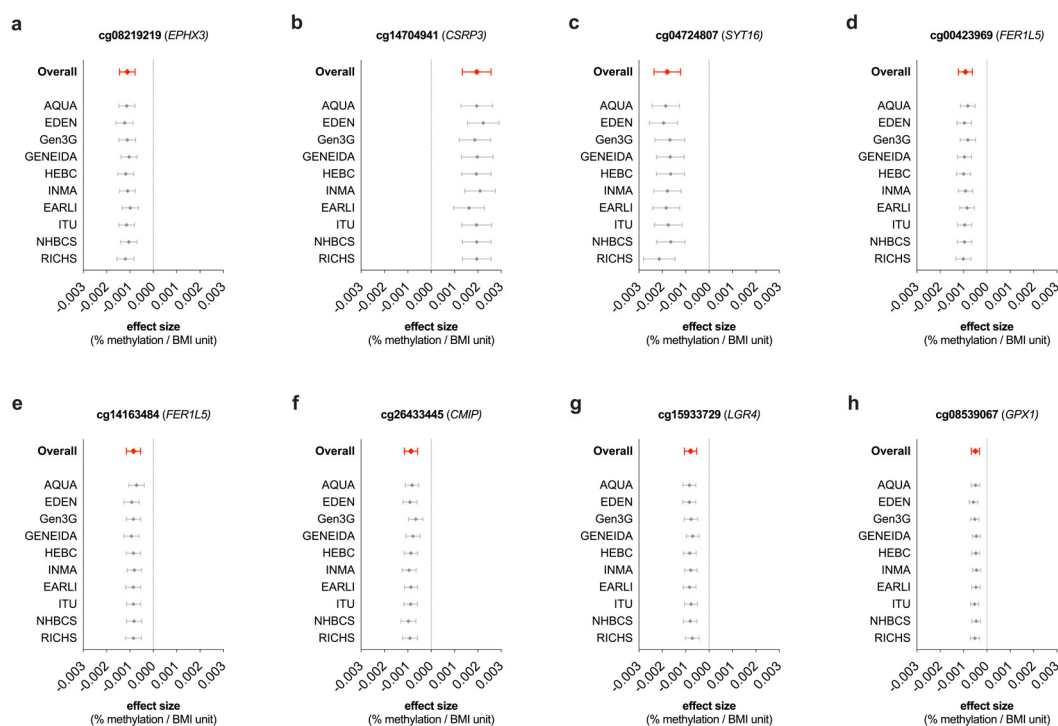 a
cg08219219 (EPHX3)
Overall
AQUA
EDEN
Gen3G
GENEIDA
HEBC
INMA
EARLI
ITU
NHBCS
RICHS
-0.003 -0.002 -0.001 0.000 0.001 0.002 0.003
effect size
(% methylation / BMI unit)
b
cg14704941 (CSRP3)
Overall
AQUA
EDEN
Gen3G
GENEIDA
HEBC
INMA
EARLI
ITU
NHBCS
RICHS
-0.003 -0.002 -0.001 0.000 0.001 0.002 0.003
effect size
(% methylation / BMI unit)
c
cg04724807 (SYT16)
Overall
AQUA
EDEN
Gen3G
GENEIDA
HEBC
INMA
EARLI
ITU
NHBCS
RICHS
-0.003 -0.002 -0.001 0.000 0.001 0.002 0.003
effect size
(% methylation / BMI unit)
d
cg00423969 (FER1L5)
Overall
AQUA
EDEN
Gen3G
GENEIDA
HEBC
INMA
EARLI
ITU
NHBCS
RICHS
-0.003 -0.002 -0.001 0.000 0.001 0.002 0.003
effect size
(% methylation / BMI unit)
e
cg14163484 (FER1L5)
Overall
AQUA
EDEN
Gen3G
GENEIDA
HEBC
INMA
EARLI
ITU
NHBCS
RICHS
-0.003 -0.002 -0.001 0.000 0.001 0.002 0.003
effect size
(% methylation / BMI unit)
f
cg26433445 (CMIP)
Overall
AQUA
EDEN
Gen3G
GENEIDA
HEBC
INMA
EARLI
ITU
NHBCS
RICHS
-0.003 -0.002 -0.001 0.000 0.001 0.002 0.003
effect size
(% methylation / BMI unit)
g
cg15933729 (LGR4)
Overall
AQUA
EDEN
Gen3G
GENEIDA
HEBC
INMA
EARLI
ITU
NHBCS
RICHS
-0.003 -0.002 -0.001 0.000 0.001 0.002 0.003
effect size
(% methylation / BMI unit)
h
cg08539067 (GPX1)
Overall
AQUA
EDEN
Gen3G
GENEIDA
HEBC
INMA
EARLI
ITU
NHBCS
RICHS
-0.003 -0.002 -0.001 0.000 0.001 0.002 0.003
effect size
(% methylation / BMI unit)